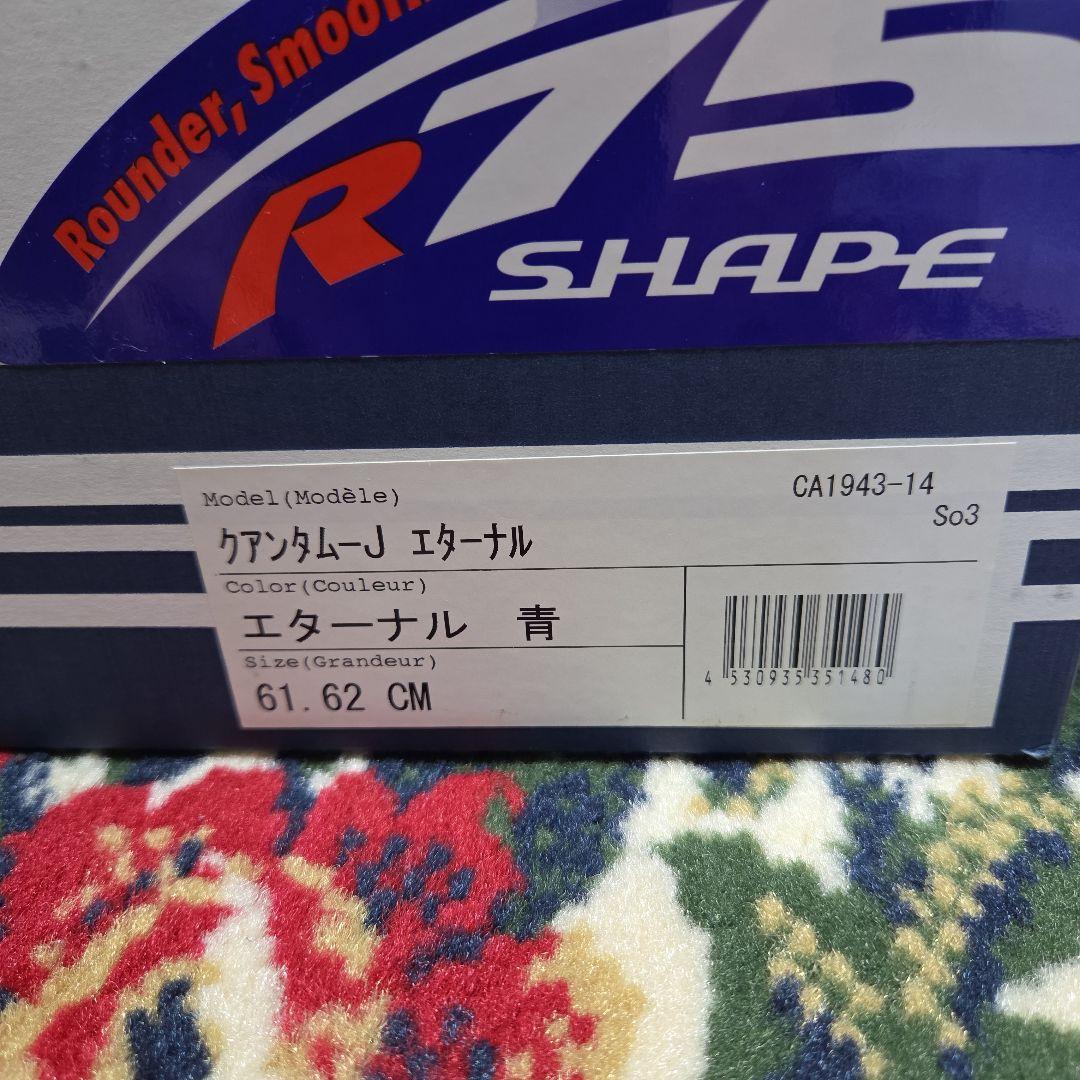 Rounder, Smooth
R75
SHAPE
Model(Modèle)
CA1943-14
So3
クアンタムーJ エターナル
Color(Couleur)
エターナル 青
Size(Grandeur)
61.62 CM
4 530935 351480